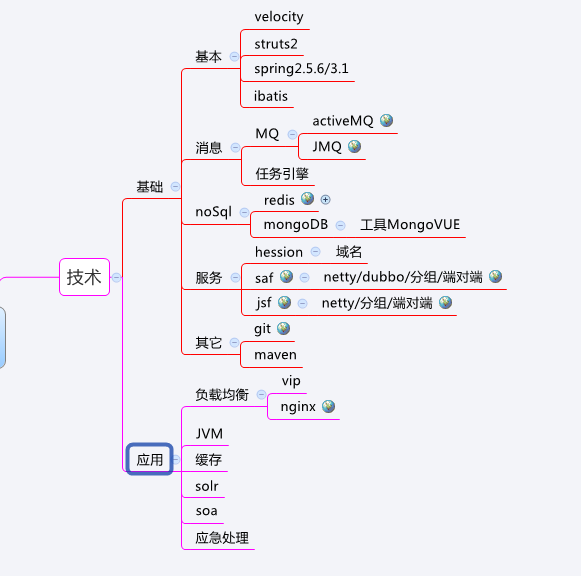 技术
基础
基本
velocity
struts2
spring2.5.6/3.1
ibatis
消息
MQ
activeMQ
JMQ
任务引擎
noSql
redis
mongoDB
工具MongoVUE
服务
hession
域名
saf
netty/dubbo/分组/端对端
jsf
netty/分组/端对端
其它
git
maven
应用
负载均衡
vip
nginx
JVM
缓存
solr
soa
应急处理